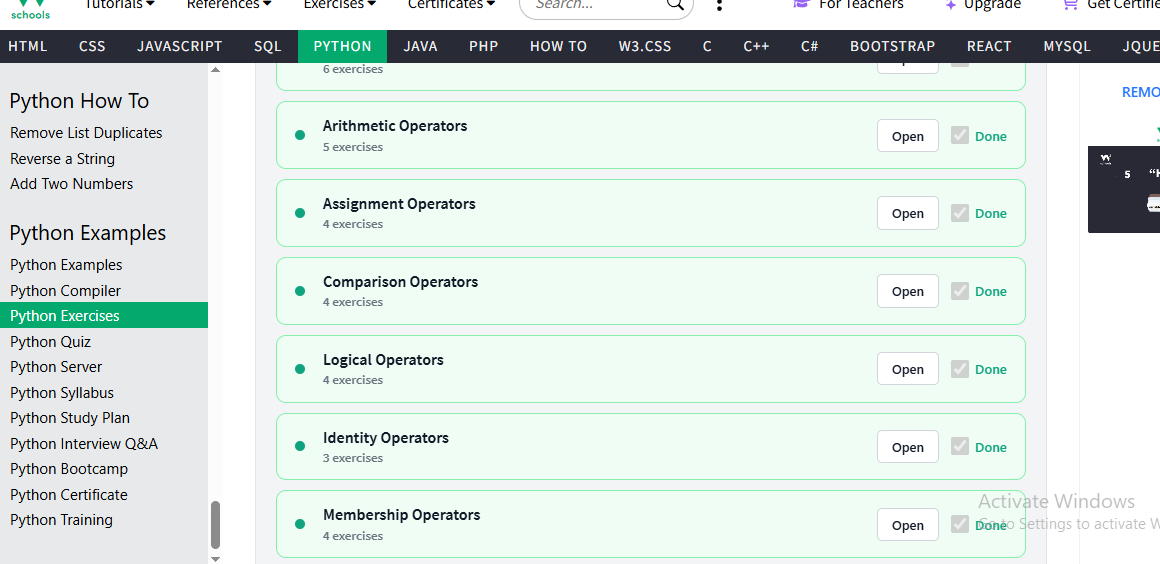 schools
Tutorials
References
Exercises
Certificates
Search...
For Teachers
Upgrade
Get Certifie
HTML
CSS
JAVASCRIPT
SQL
PYTHON
JAVA
PHP
HOW TO
W3.CSS
C
C++
C#
BOOTSTRAP
REACT
MYSQL
JQUE
Python How To
Remove List Duplicates
Reverse a String
Add Two Numbers
Python Examples
Python Examples
Python Compiler
Python Exercises
Python Quiz
Python Server
Python Syllabus
Python Study Plan
Python Interview Q&A
Python Bootcamp
Python Certificate
Python Training
6 exercises
Arithmetic Operators
5 exercises
Open
Done
Assignment Operators
4 exercises
Open
Done
Comparison Operators
4 exercises
Open
Done
Logical Operators
4 exercises
Open
Done
Identity Operators
3 exercises
Open
Done
Membership Operators
4 exercises
Open
Done
REMO
5
Activate Windows
Go to Settings to activate W